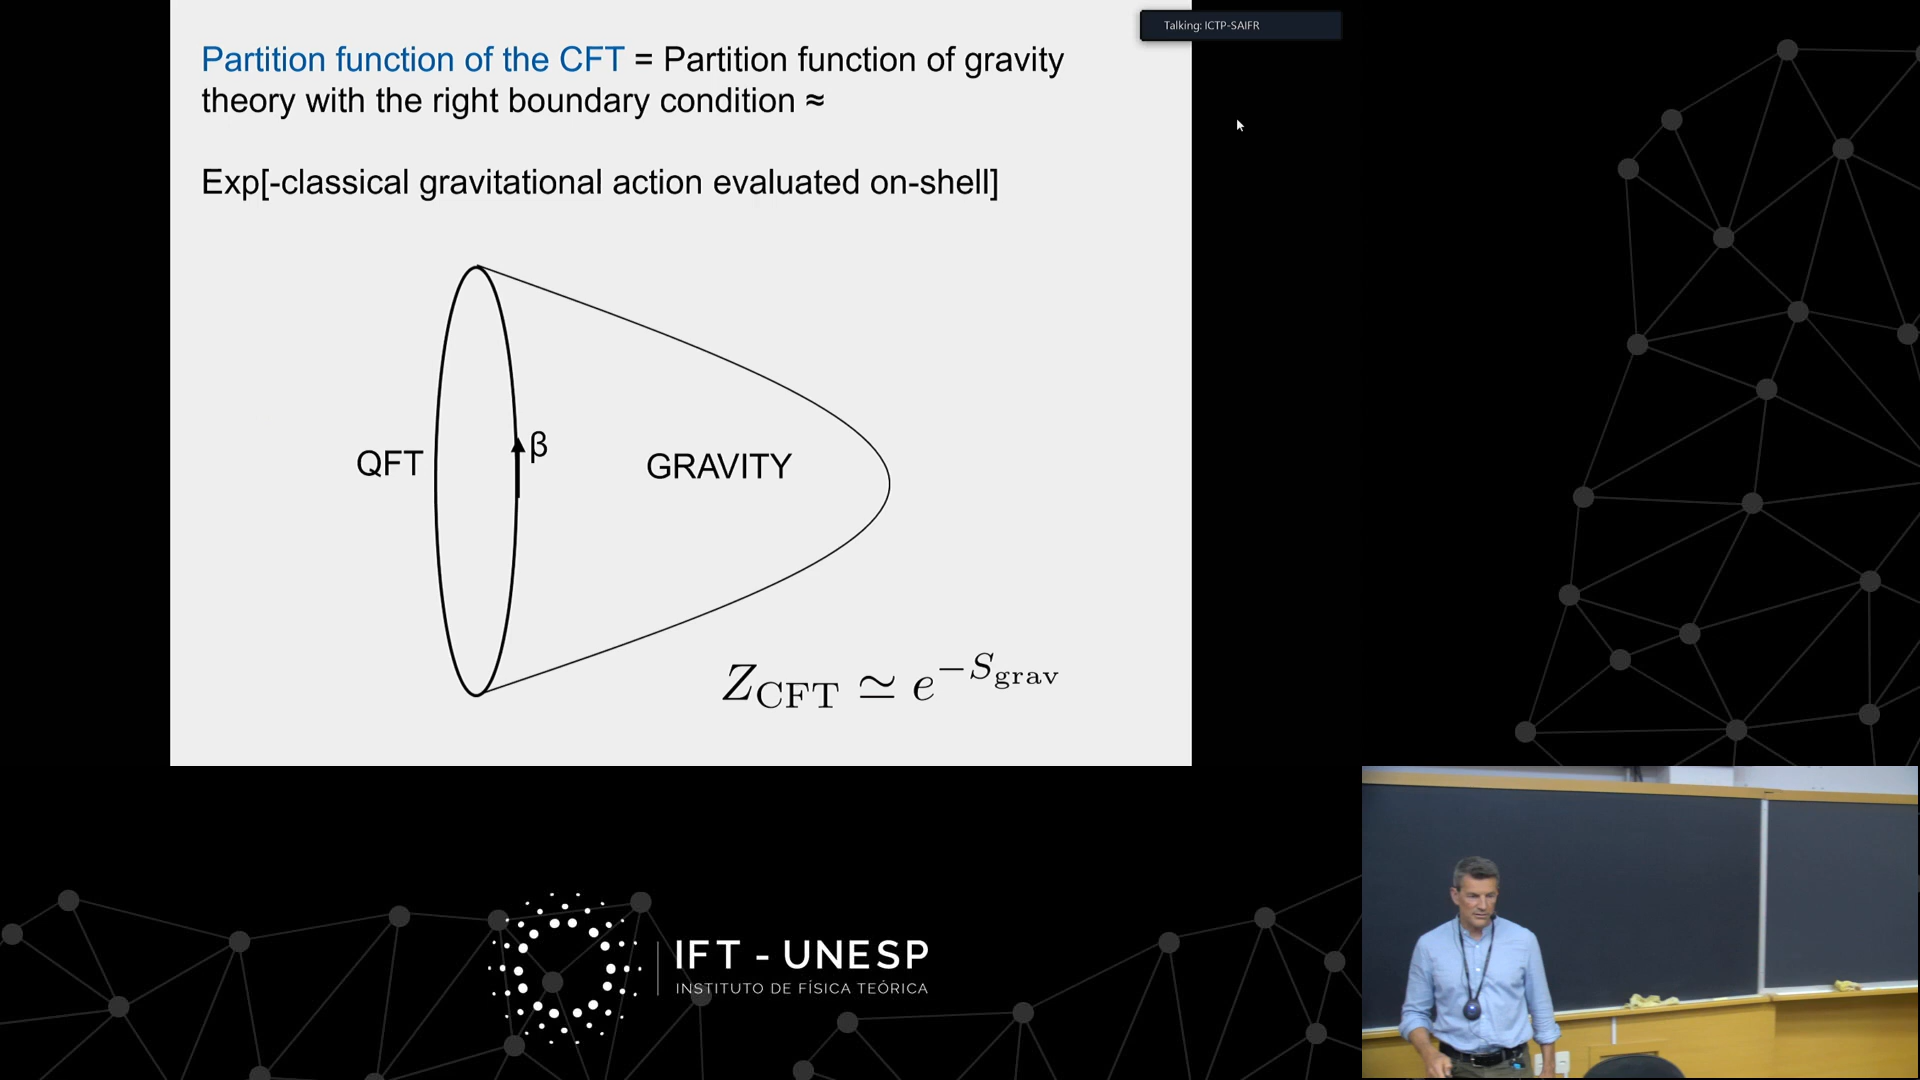 Talking: ICTP-SAIFR
Partition function of the CFT = Partition function of gravity
theory with the right boundary condition ≈
Exp[-classical gravitational action evaluated on-shell]
β
QFT
GRAVITY
Z_CFT ≃ e^{-S_grav}
IFT - UNESP
INSTITUTO DE FÍSICA TEÓRICA